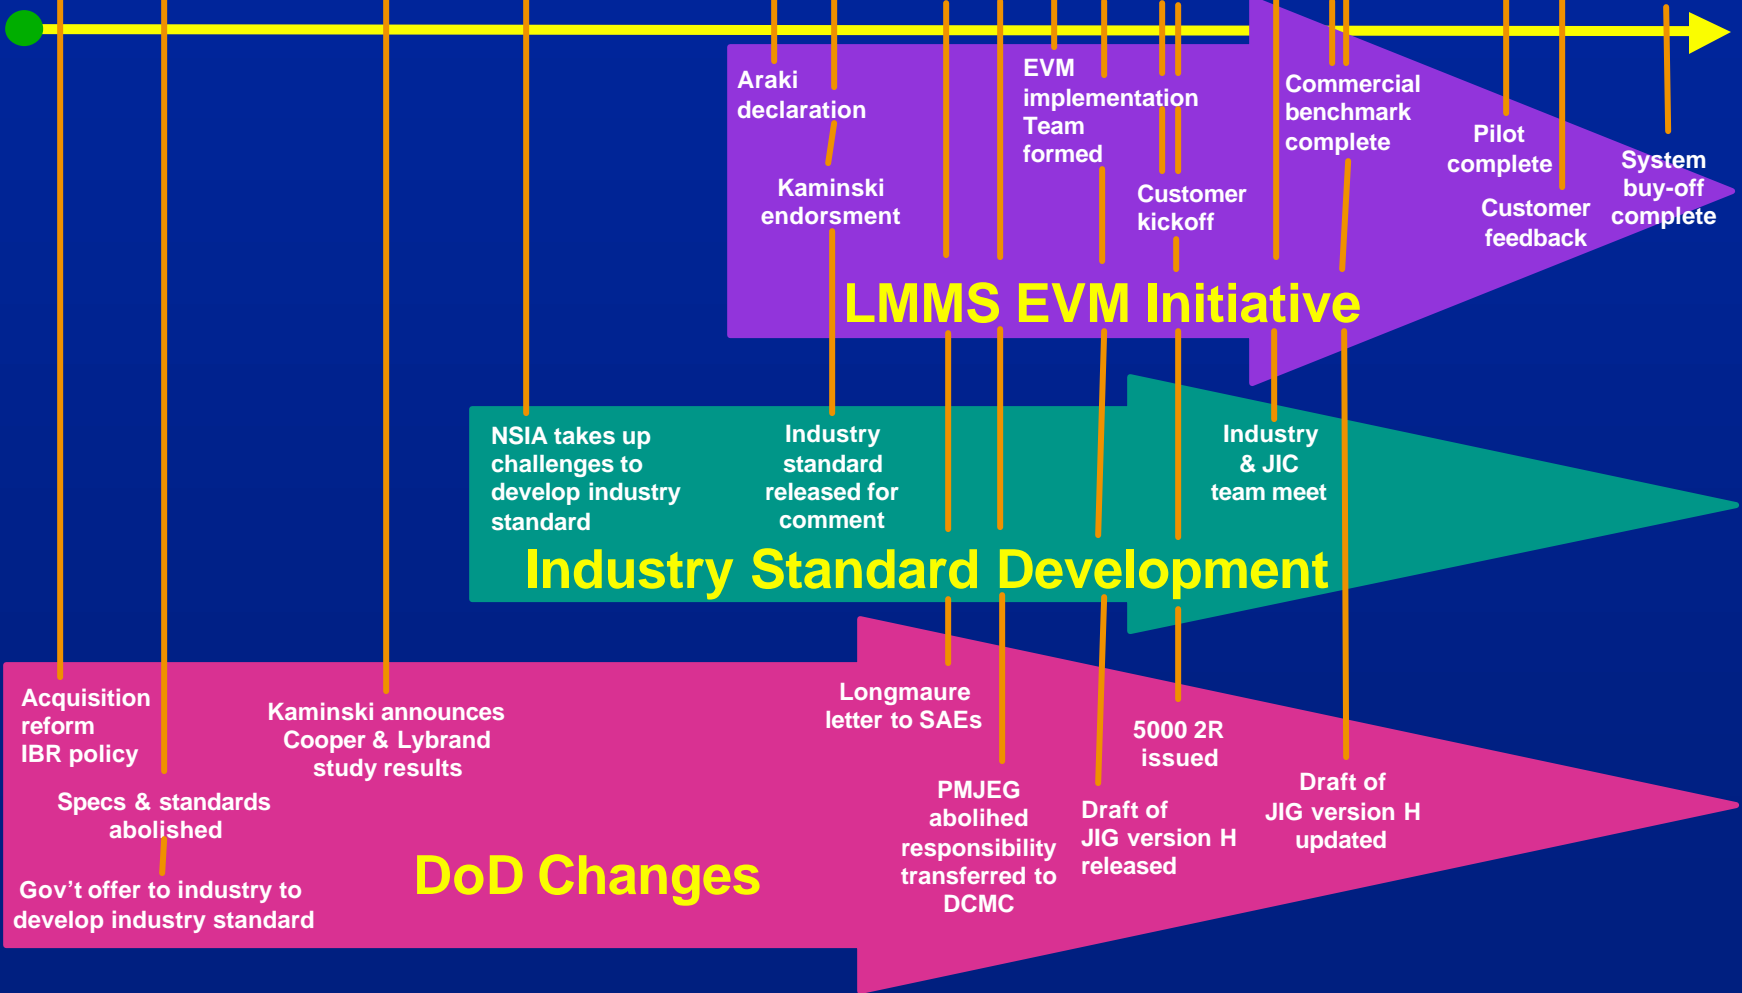 Araki
declaration
Kaminski
endorsment
EVM
implementation
Team
formed
Customer
kickoff
Commercial
benchmark
complete
Pilot
complete
Customer
feedback
System
buy-off
complete
LMMS EVM Initiative
NSIA takes up
challenges to
develop industry
standard
Industry
standard
released for
comment
Industry
& JIC
team meet
Industry Standard Development
Acquisition
reform
IBR policy
Specs & standards
abolished
Gov’t offer to industry to
develop industry standard
Kaminski announces
Cooper & Lybrand
study results
DoD Changes
Longmaure
letter to SAEs
PMJEG
abolihed
responsibility
transferred to
DCMC
Draft of
JIG version H
released
5000 2R
issued
Draft of
JIG version H
updated